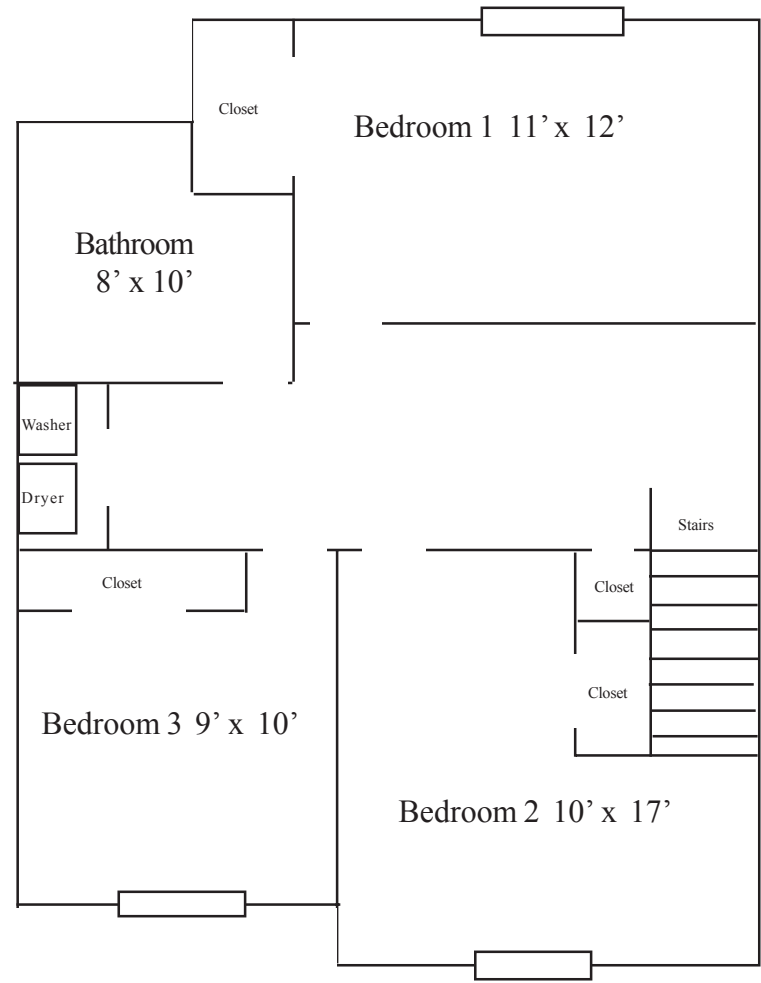 Closet
Bedroom 1 11’ x 12’
Bathroom
8’ x 10’
Washer
Dryer
Stairs
Closet
Closet
Closet
Bedroom 3 9’ x 10’
Bedroom 2 10’ x 17’